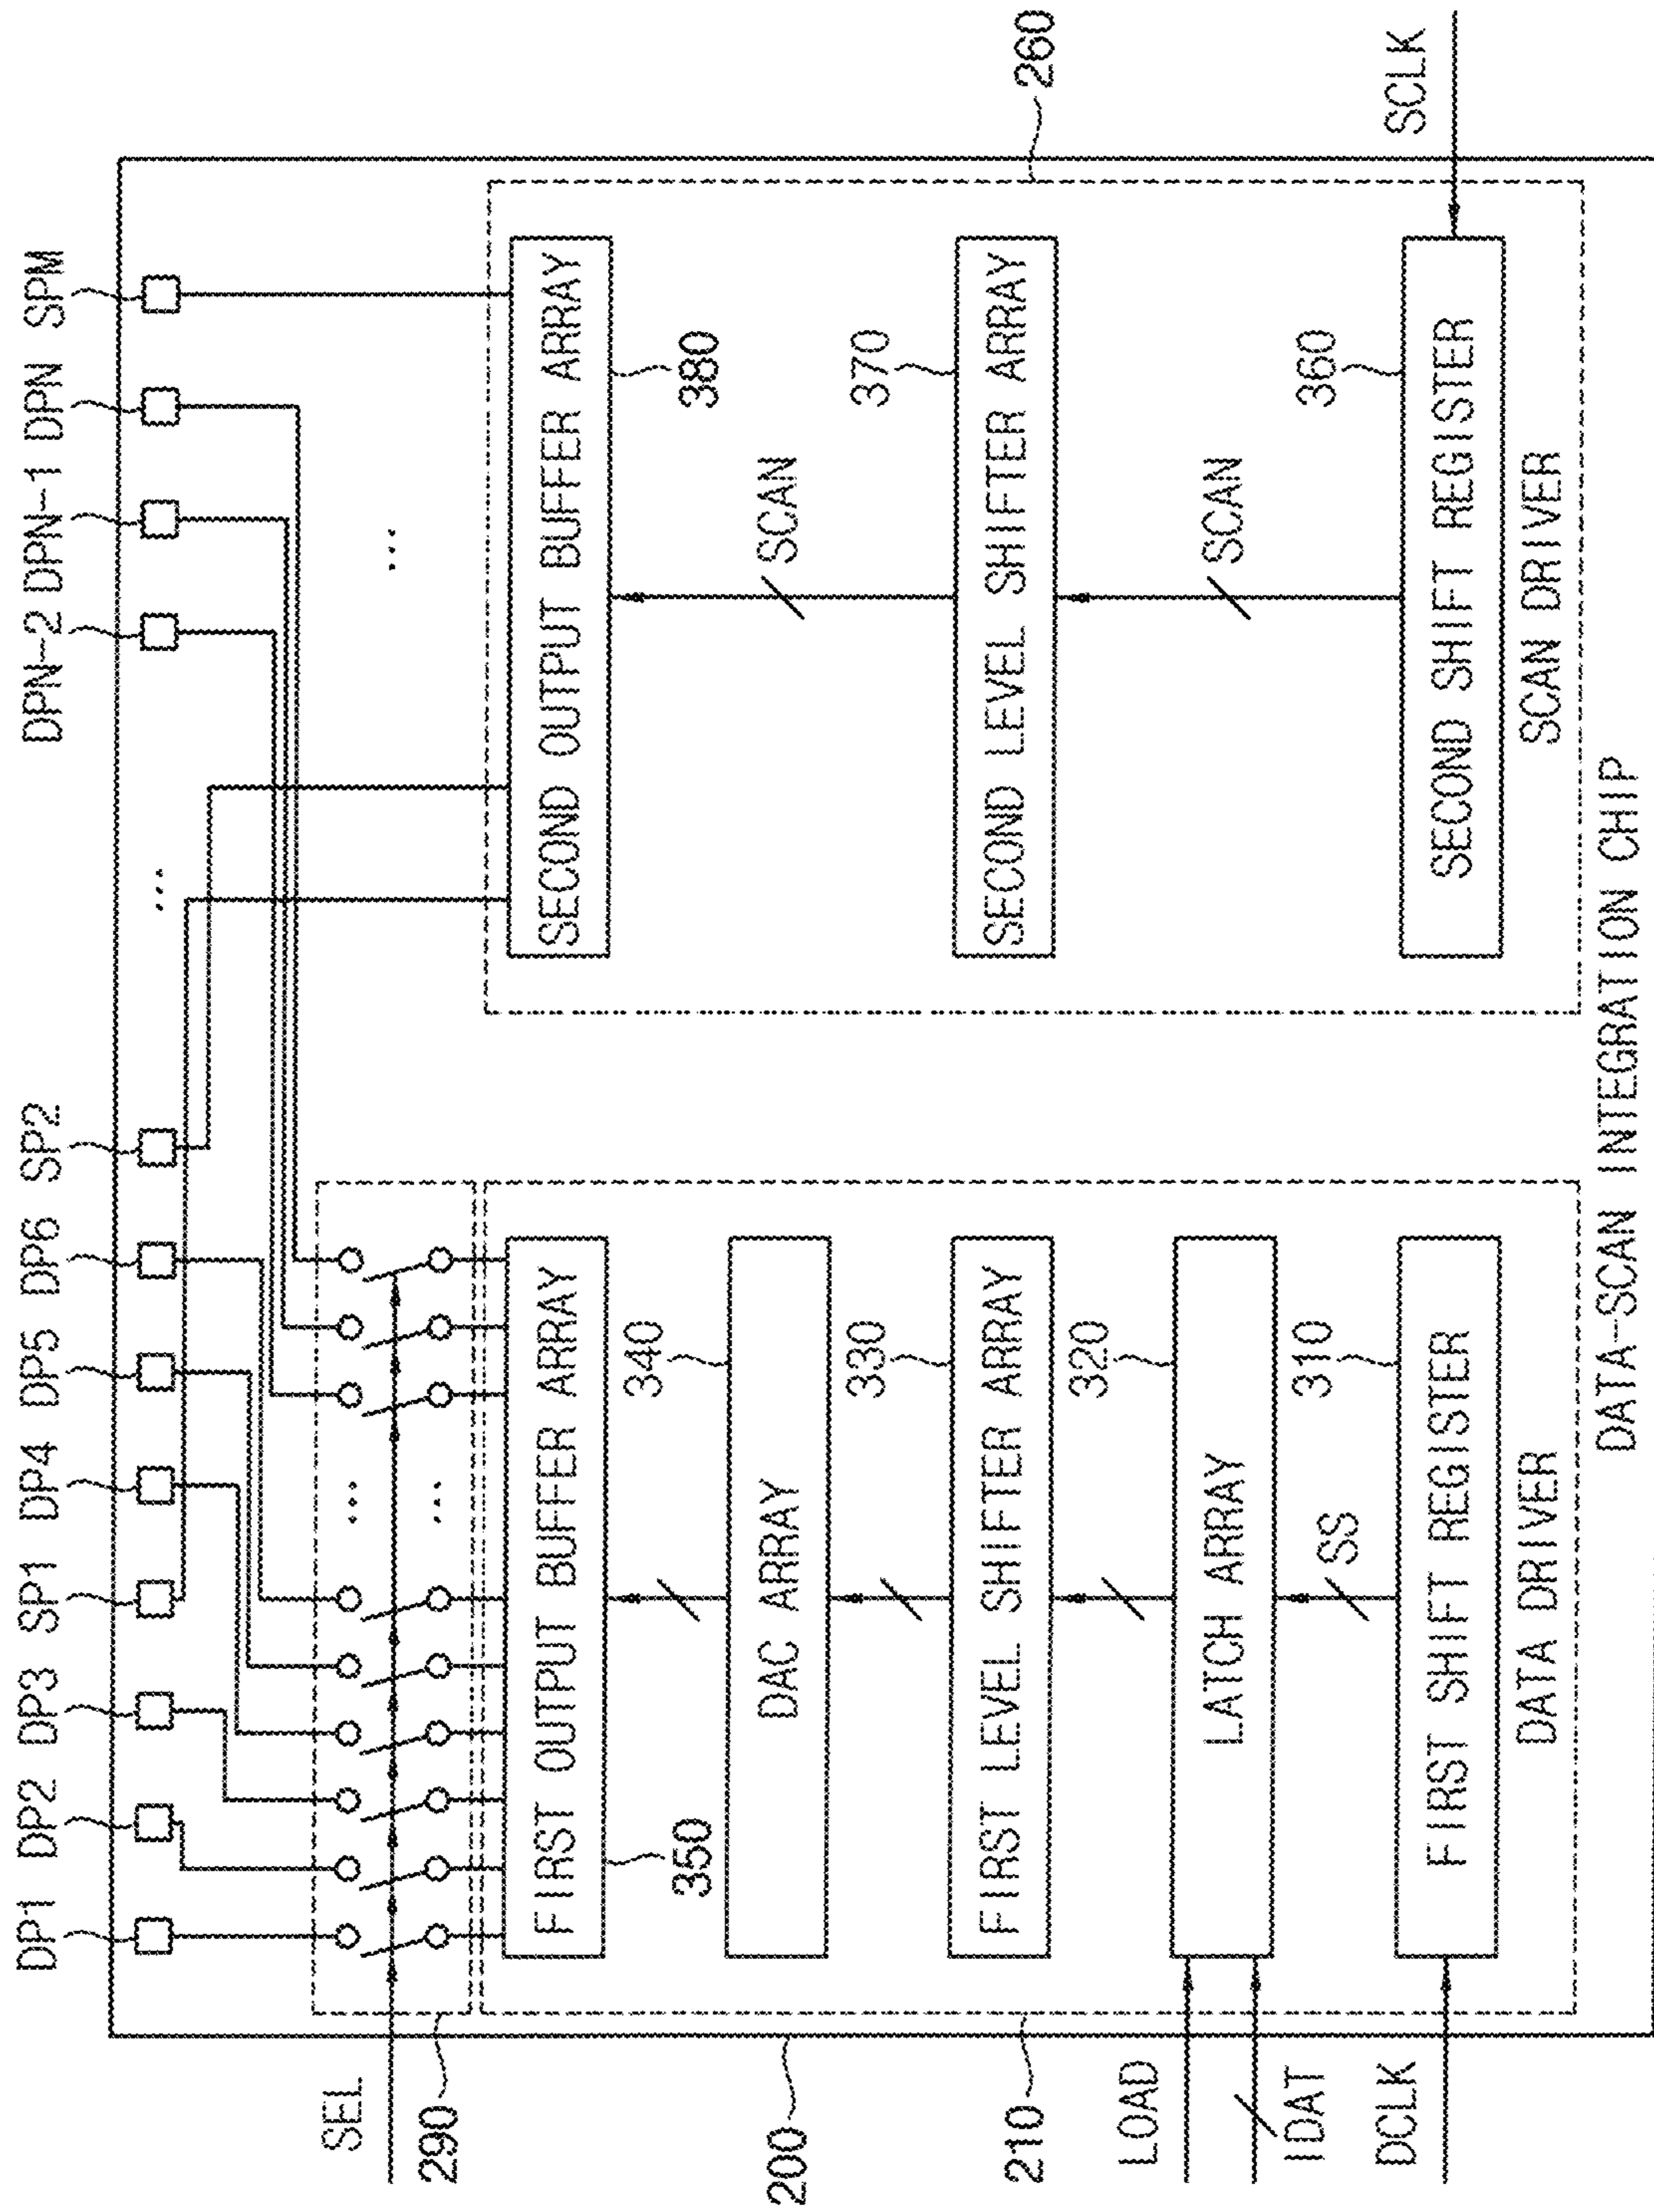 DP1 DP2 DP3 SP1 DP4 DP5 DP6 SP2 ... DPN-2 DPN-1 DPN SPM
SEL
290
... ...
...
200
FIRST OUTPUT BUFFER ARRAY
350
SECOND OUTPUT BUFFER ARRAY
380
340
DAC ARRAY
SCAN
330
FIRST LEVEL SHIFTER ARRAY
SECOND LEVEL SHIFTER ARRAY
370
210
260
LOAD
320
LATCH ARRAY
IDAT
SS
SCAN
310
360
DCLK
FIRST SHIFT REGISTER
SECOND SHIFT REGISTER
SCLK
DATA DRIVER
SCAN DRIVER
DATA-SCAN INTEGRATION CHIP